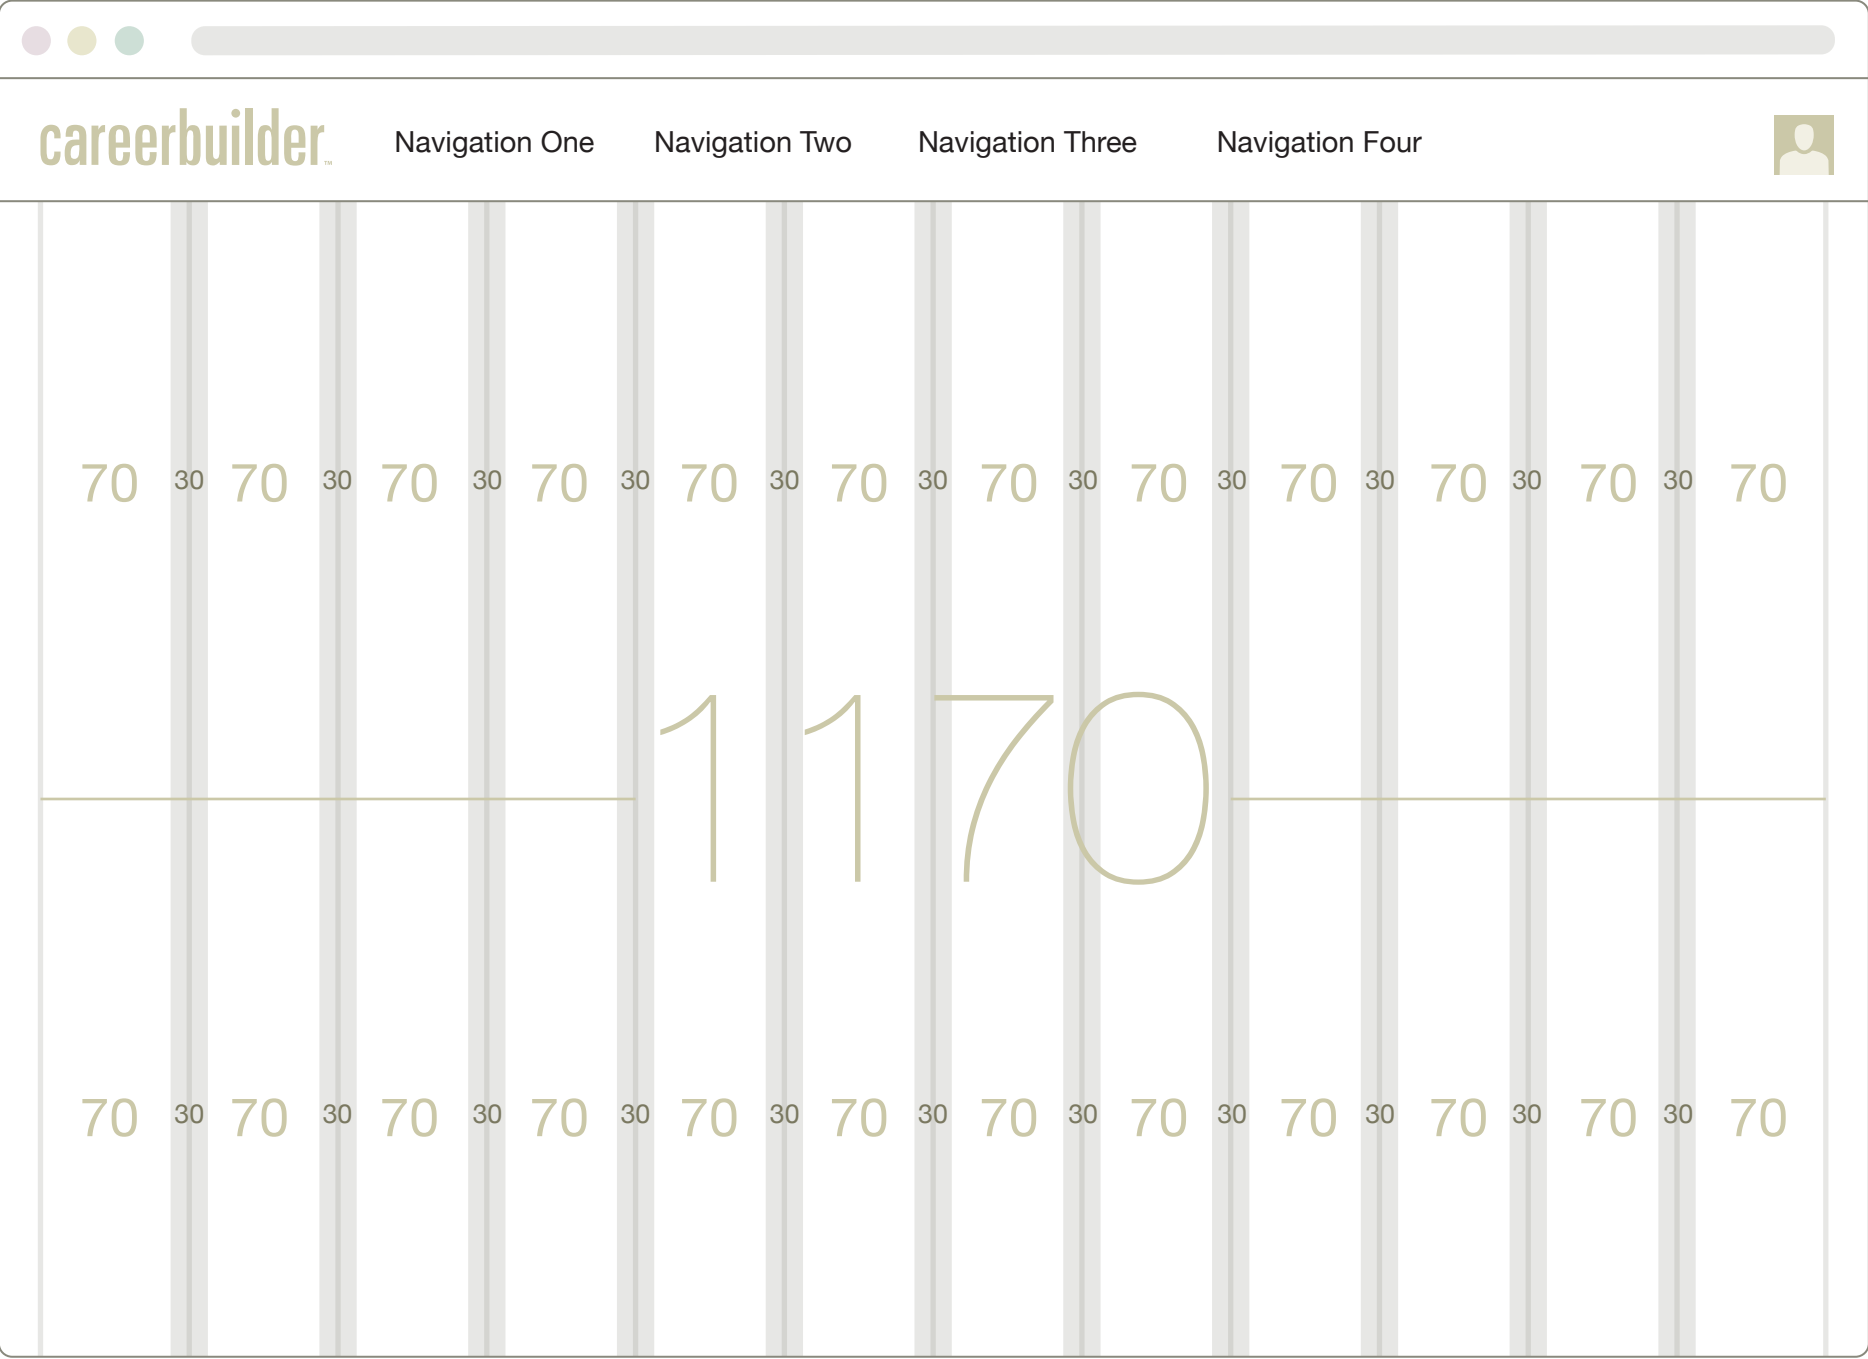 careerbuilder™ Navigation One Navigation Two Navigation Three Navigation Four
70 30 70 30 70 30 70 30 70 30 70 30 70 30 70 30 70 30 70 30 70 30 70
1170
70 30 70 30 70 30 70 30 70 30 70 30 70 30 70 30 70 30 70 30 70 30 70